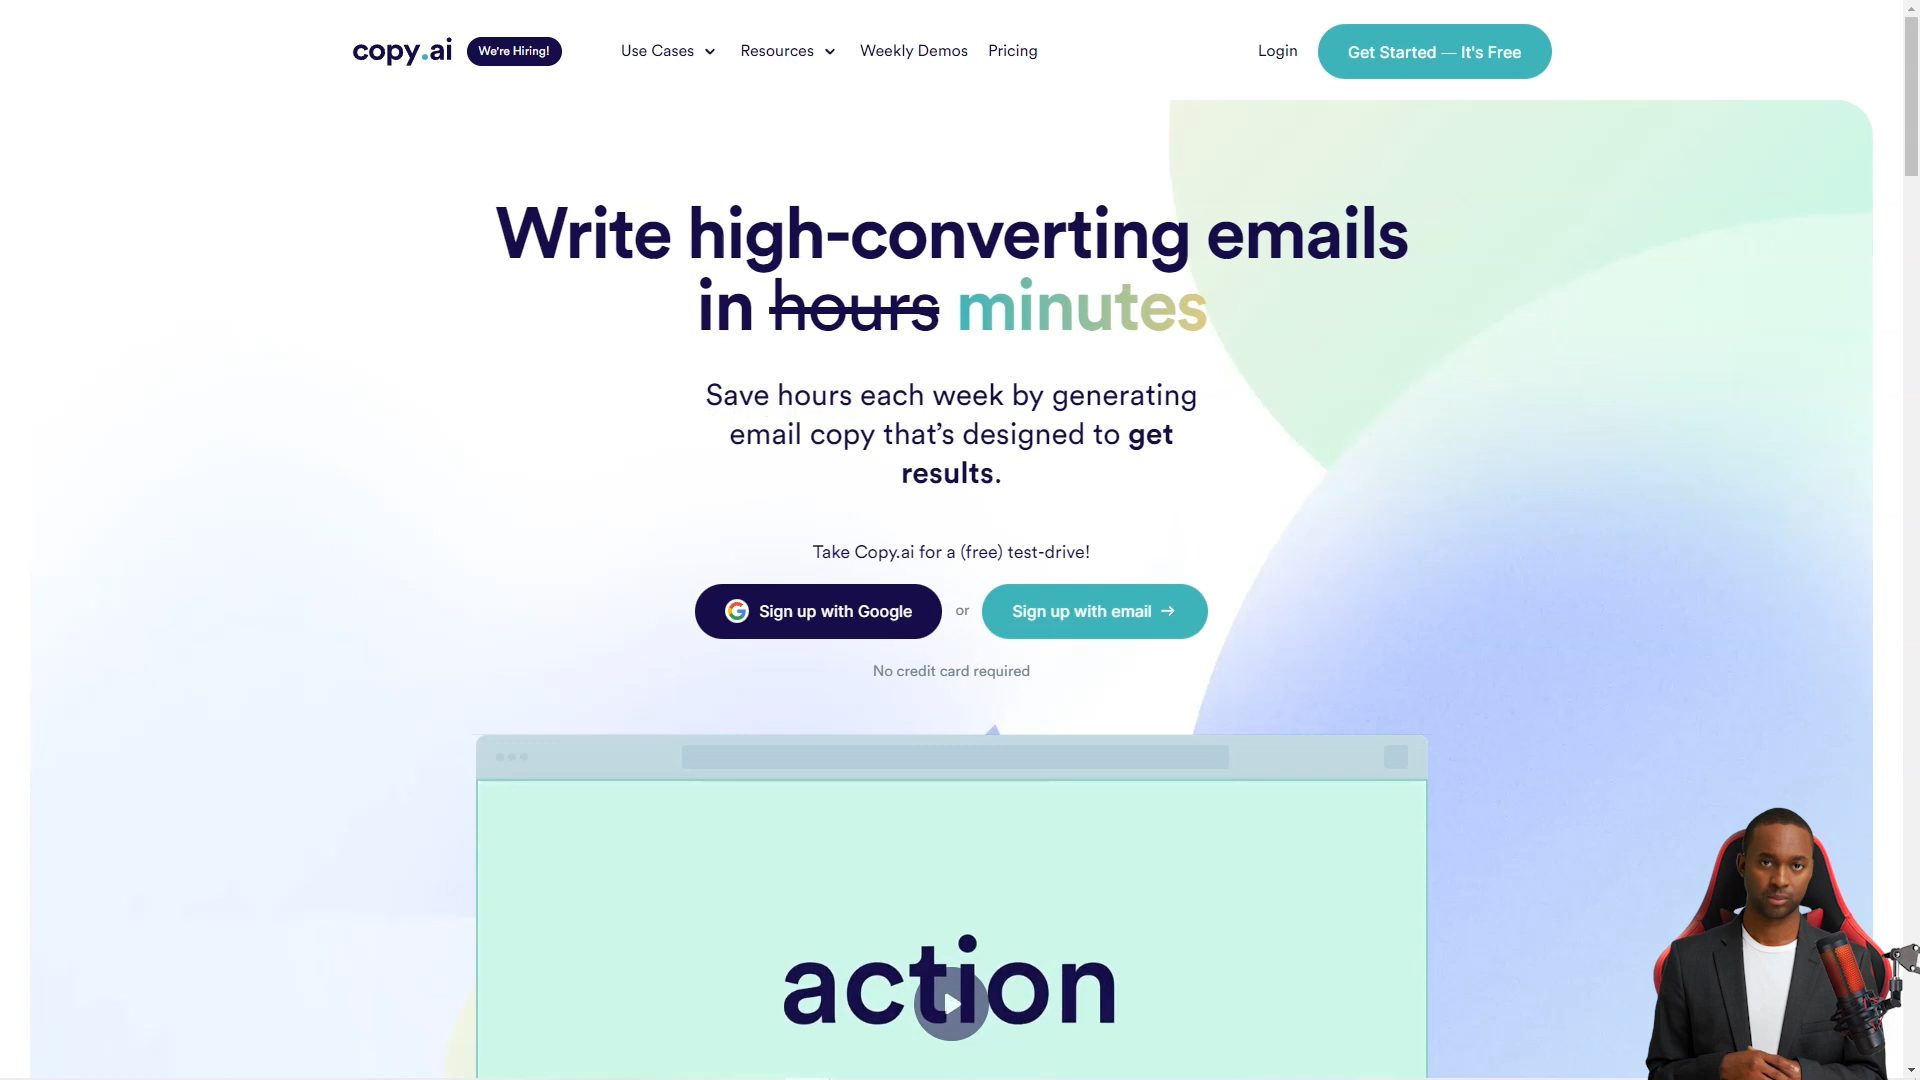 copy.ai We're Hiring! Use Cases Resources Weekly Demos Pricing Login Get Started — It's Free
Write high-converting emails
in hours minutes
Save hours each week by generating
email copy that’s designed to get
results.
Take Copy.ai for a (free) test-drive!
Sign up with Google or Sign up with email →
No credit card required
action